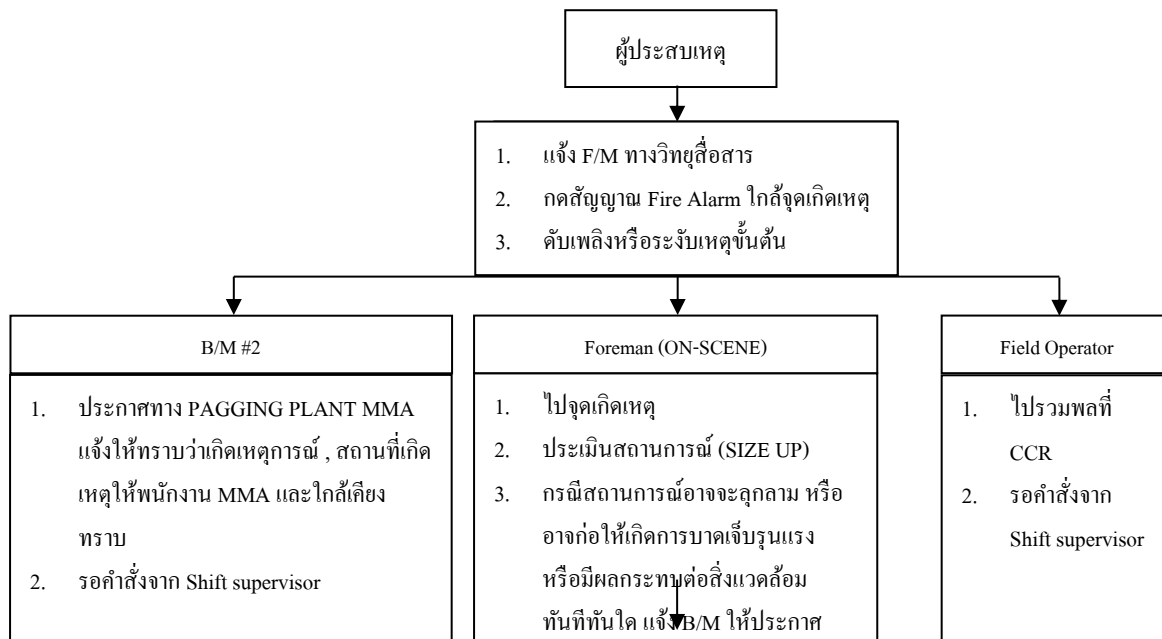 ผู้ประสบเหตุ
1. แจ้ง F/M ทางวิทยุสื่อสาร
2. กดสัญญาณ Fire Alarm ใกล้จุดเกิดเหตุ
3. ดับเพลิงหรือระงับเหตุขั้นต้น
B/M #2
1. ประกาศทาง PAGGING PLANT MMA
แจ้งให้ทราบว่าเกิดเหตุการณ์ , สถานที่เกิด
เหตุให้พนักงาน MMA และใกล้เคียง
ทราบ
2. รอคำสั่งจาก Shift supervisor
Foreman (ON-SCENE)
1. ไปจุดเกิดเหตุ
2. ประเมินสถานการณ์ (SIZE UP)
3. กรณีสถานการณ์อาจจะลุกลาม หรือ
อาจก่อให้เกิดการบาดเจ็บรุนแรง
หรือมีผลกระทบต่อสิ่งแวดล้อม
ทันทีทันใด แจ้ง B/M ให้ประกาศ
Field Operator
1. ไปรวมพลที่
CCR
2. รอคำสั่งจาก
Shift supervisor